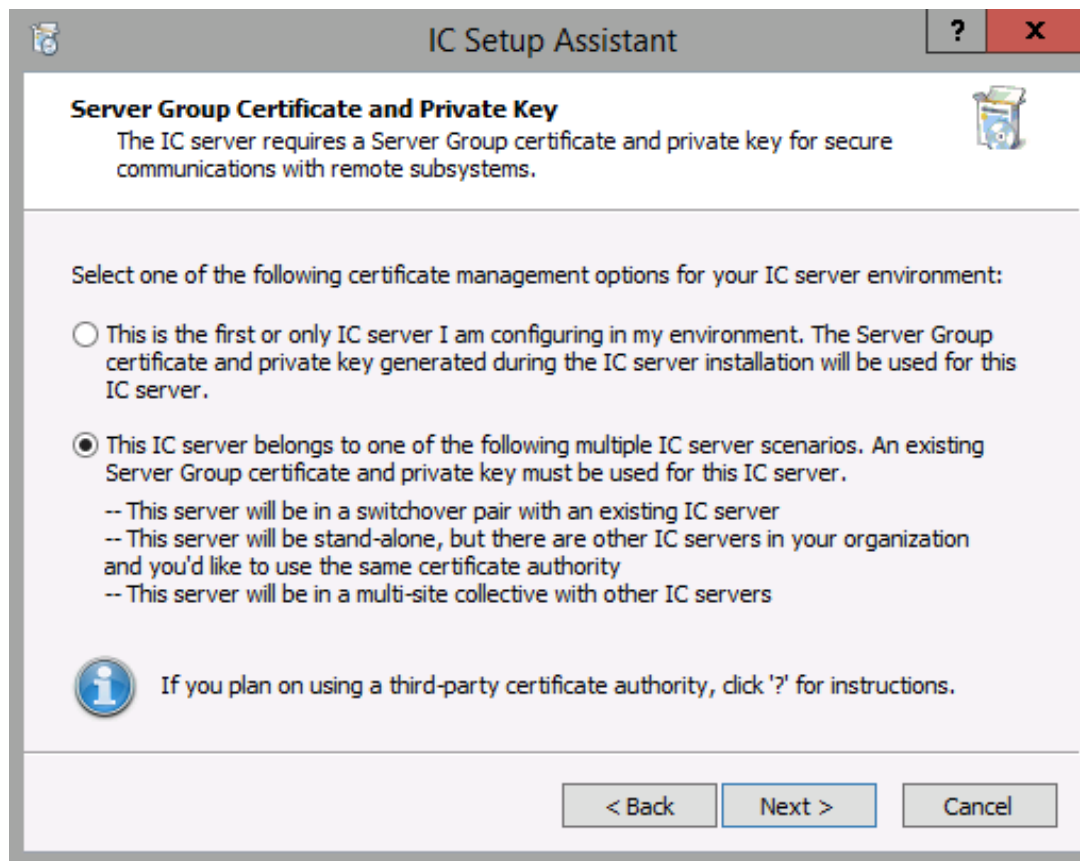 IC Setup Assistant
?
x
Server Group Certificate and Private Key
The IC server requires a Server Group certificate and private key for secure
communications with remote subsystems.
Select one of the following certificate management options for your IC server environment:
This is the first or only IC server I am configuring in my environment. The Server Group
certificate and private key generated during the IC server installation will be used for this
IC server.
This IC server belongs to one of the following multiple IC server scenarios. An existing
Server Group certificate and private key must be used for this IC server.
-- This server will be in a switchover pair with an existing IC server
-- This server will be stand-alone, but there are other IC servers in your organization
and you'd like to use the same certificate authority
-- This server will be in a multi-site collective with other IC servers
If you plan on using a third-party certificate authority, click '?' for instructions.
< Back
Next >
Cancel